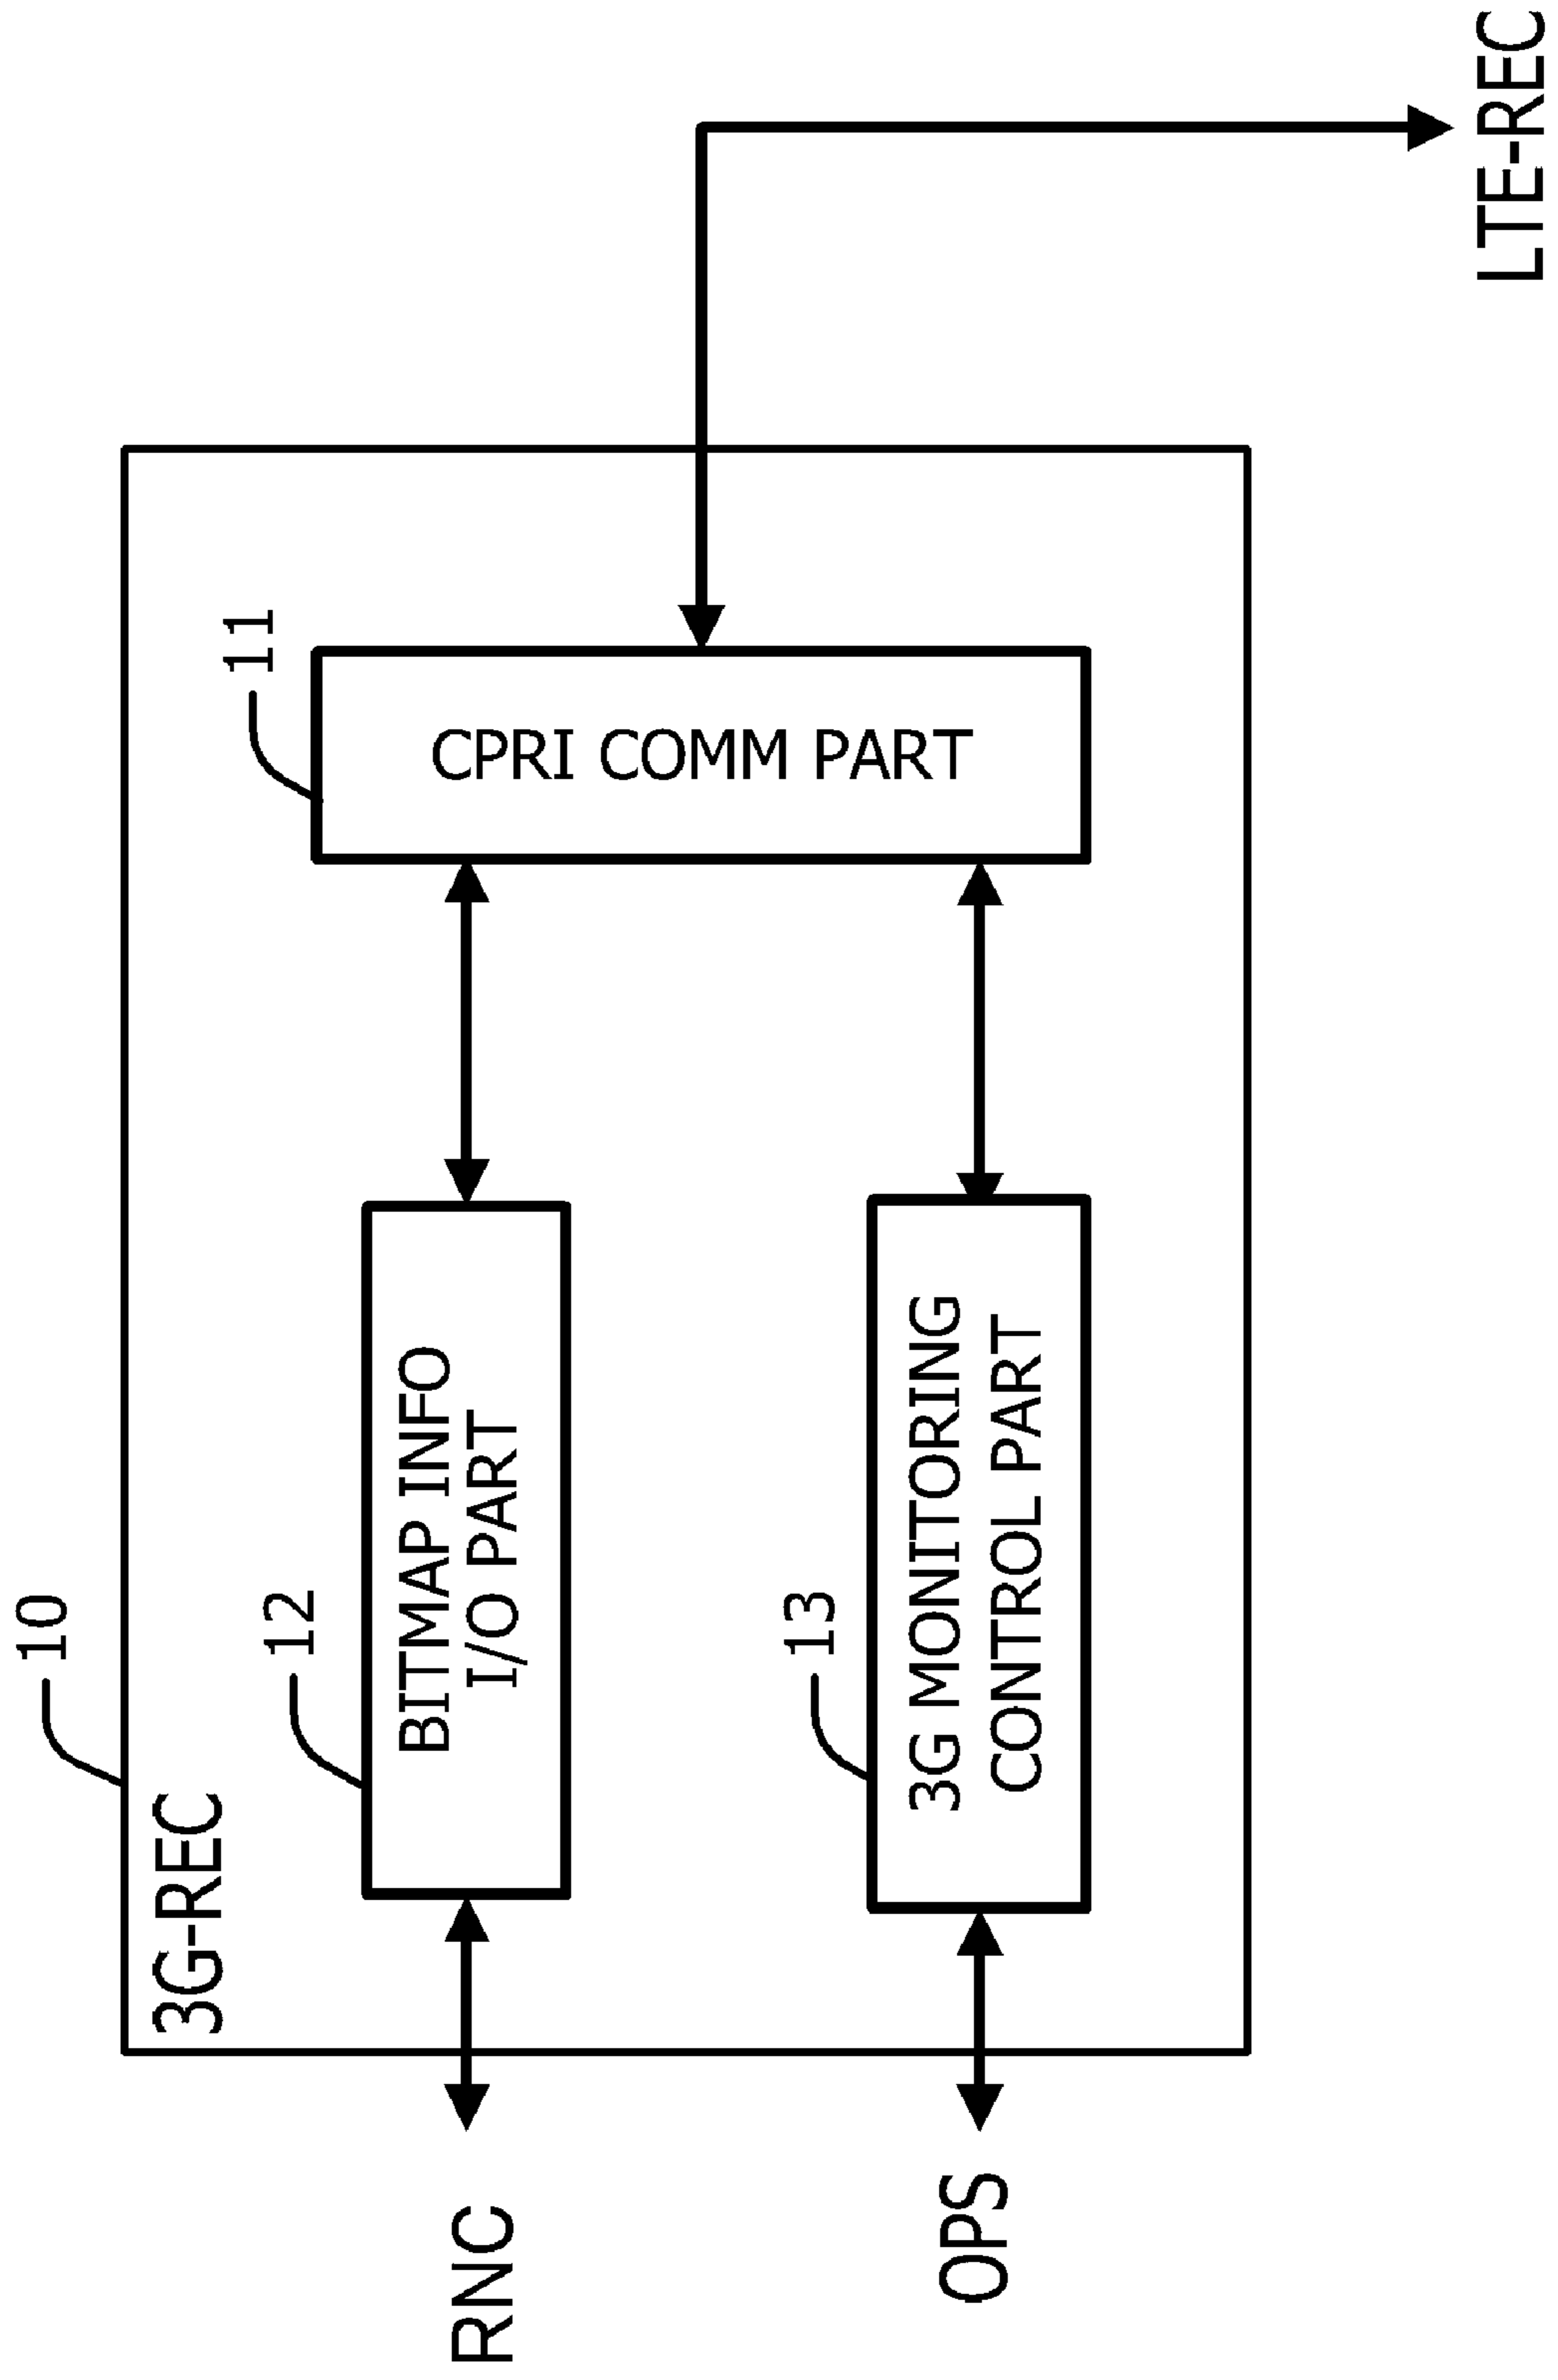 10
3G-REC
11
CPRI COMM PART
12
BITMAP INFO
I/O PART
13
3G MONITORING
CONTROL PART
RNC
OPS
LTE-REC